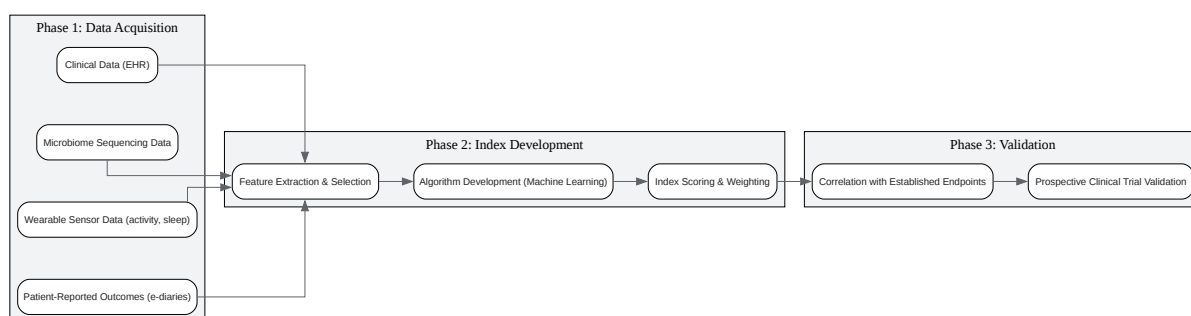 Phase 1: Data Acquisition
Clinical Data (EHR)
Microbiome Sequencing Data
Wearable Sensor Data (activity, sleep)
Patient-Reported Outcomes (e-diaries)
Phase 2: Index Development
Feature Extraction & Selection
Algorithm Development (Machine Learning)
Index Scoring & Weighting
Phase 3: Validation
Correlation with Established Endpoints
Prospective Clinical Trial Validation